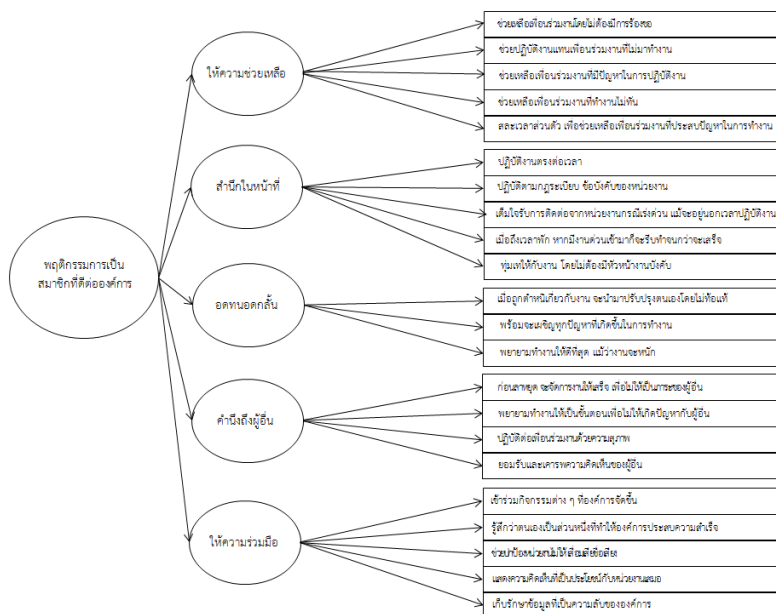 พฤติกรรมการเป็น
สมาชิกที่ดีต่อองค์การ
ให้ความช่วยเหลือ
ช่วยเหลือเพื่อนร่วมงานโดยไม่ต้องมีการร้องขอ
ช่วยปฏิบัติงานแทนเพื่อนร่วมงานที่ไม่มาทำงาน
ช่วยเหลือเพื่อนร่วมงานที่มีปัญหาในการปฏิบัติงาน
ช่วยเหลือเพื่อนร่วมงานที่ทำงานไม่ทัน
สละเวลาส่วนตัว เพื่อช่วยเหลือเพื่อนร่วมงานที่ประสบปัญหาในการทำงาน
สำนึกในหน้าที่
ปฏิบัติงานตรงต่อเวลา
ปฏิบัติตามกฎระเบียบ ข้อบังคับของหน่วยงาน
เต็มใจรับการติดต่อจากหน่วยงานกรณีเร่งด่วน แม้จะอยู่นอกเวลาปฏิบัติงาน
เมื่อถึงเวลาพัก หากมีงานด่วนเข้ามาก็จะรีบทำจนกว่าจะเสร็จ
ทุ่มเทให้กับงาน โดยไม่ต้องมีหัวหน้างานบังคับ
อดทนอดกลั้น
เมื่อถูกตำหนิเกี่ยวกับงาน จะนำมาปรับปรุงตนเองโดยไม่ท้อแท้
พร้อมจะเผชิญทุกปัญหาที่เกิดขึ้นในการทำงาน
พยายามทำงานให้ดีที่สุด แม้ว่างานจะหนัก
คำนึงถึงผู้อื่น
ก่อนลาหยุด จะจัดการงานให้เสร็จ เพื่อไม่ให้เป็นภาระของผู้อื่น
พยายามทำงานให้เป็นขั้นตอนเพื่อไม่ให้เกิดปัญหากับผู้อื่น
ปฏิบัติต่อเพื่อนร่วมงานด้วยความสุภาพ
ยอมรับและเคารพความคิดเห็นของผู้อื่น
ให้ความร่วมมือ
เข้าร่วมกิจกรรมต่าง ๆ ที่องค์การจัดขึ้น
รู้สึกว่าตนเองเป็นส่วนหนึ่งที่ทำให้องค์การประสบความสำเร็จ
ช่วยปกป้องหน่วยงานไม่ให้เสื่อมเสียชื่อเสียง
แสดงความคิดเห็นที่เป็นประโยชน์กับหน่วยงานเสมอ
เก็บรักษาข้อมูลที่เป็นความลับขององค์การ